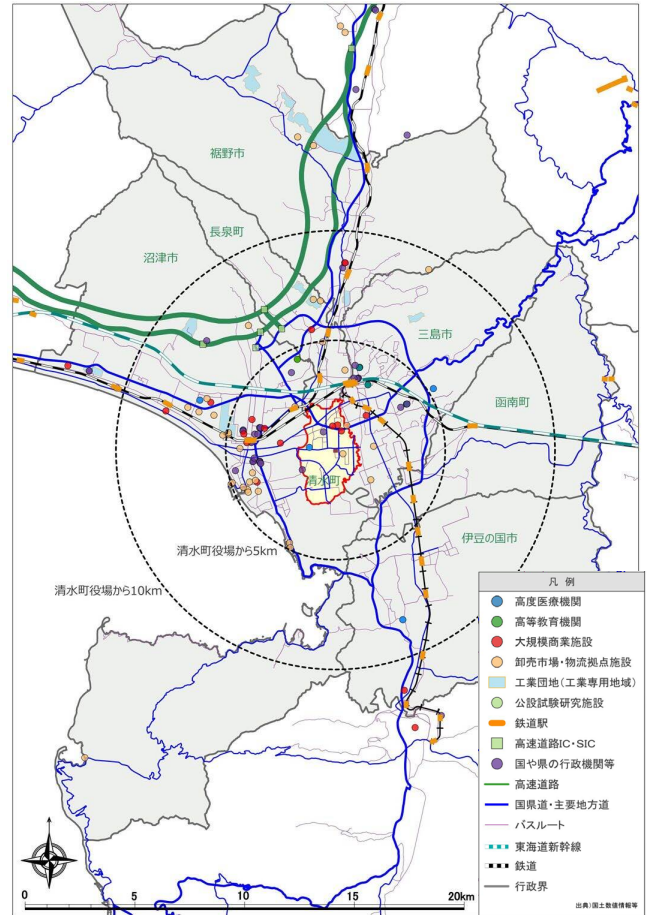 裾野市
長泉町
沼津市
三島市
函南町
清水町
伊豆の国市
清水町役場から5km
清水町役場から10km
凡例
高度医療機関
高等教育機関
大規模商業施設
卸売市場・物流拠点施設
工業団地(工業専用地域)
公設試験研究施設
鉄道駅
高速道路IC・SIC
国や県の行政機関等
高速道路
国県道・主要地方道
バスルート
東海道新幹線
鉄道
行政界
出典)国土数値情報等
0 5 10 15 20km